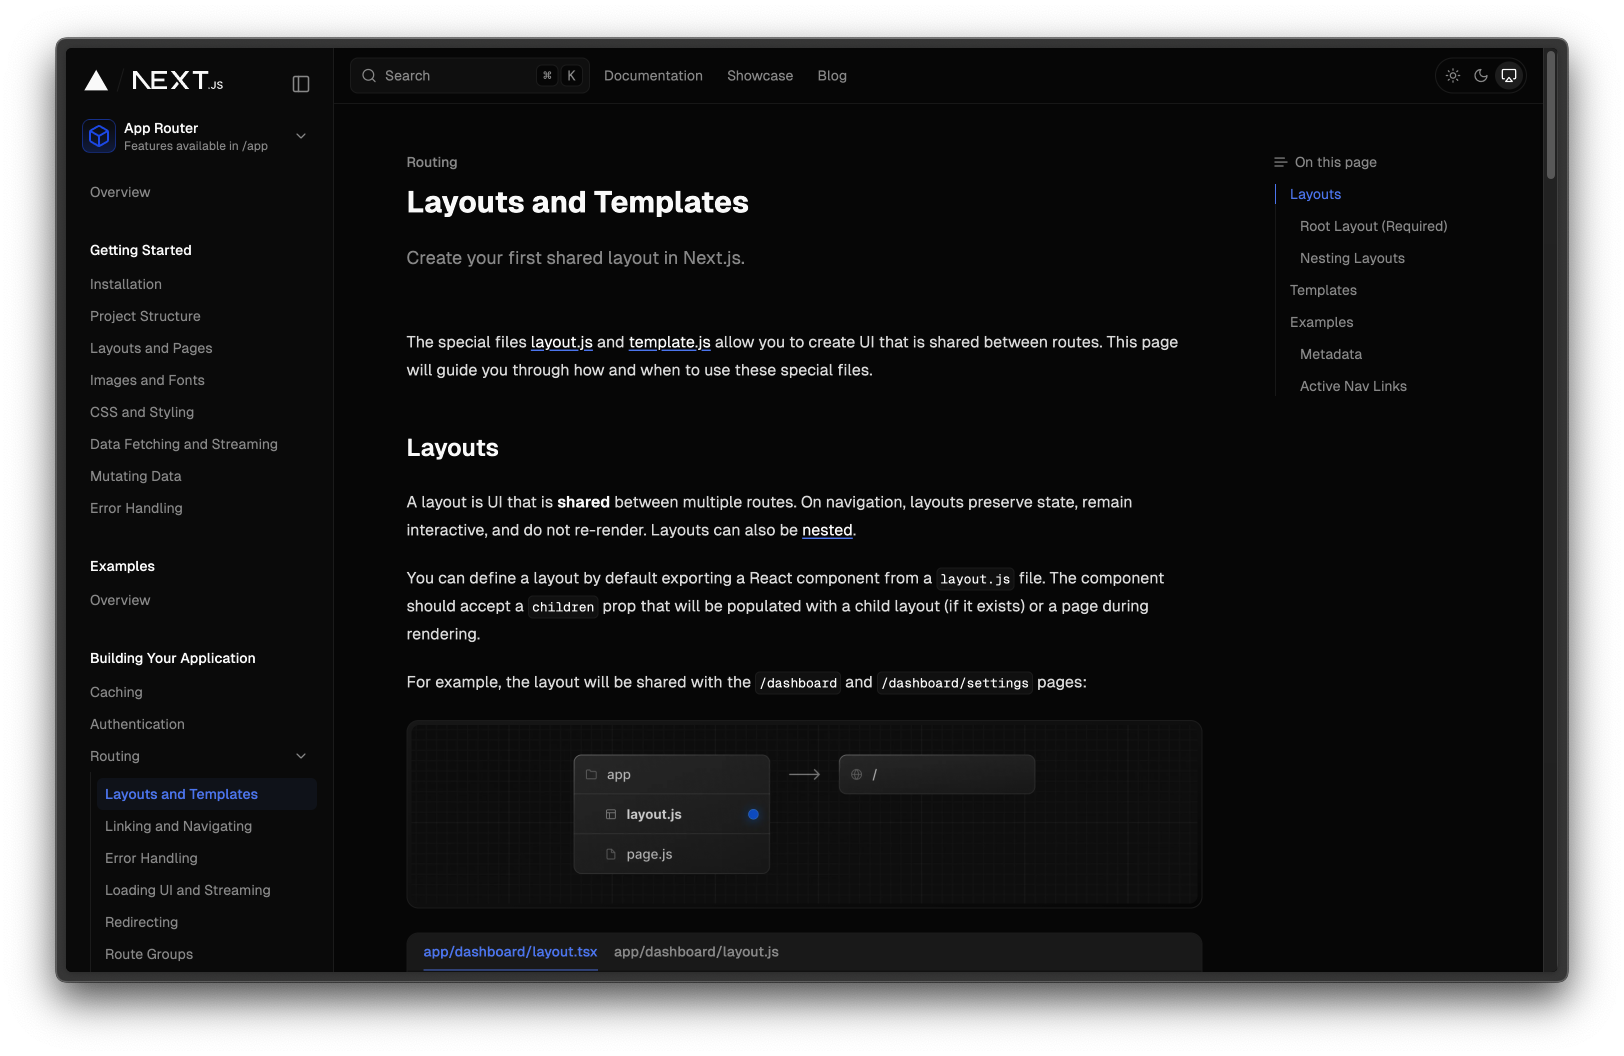 NEXT.JS
App Router
Features available in /app
Overview
Getting Started
Installation
Project Structure
Layouts and Pages
Images and Fonts
CSS and Styling
Data Fetching and Streaming
Mutating Data
Error Handling
Examples
Overview
Building Your Application
Caching
Authentication
Routing
Layouts and Templates
Linking and Navigating
Error Handling
Loading UI and Streaming
Redirecting
Route Groups
Search ⌘ K Documentation Showcase Blog
Routing
Layouts and Templates
Create your first shared layout in Next.js.
The special files layout.js and template.js allow you to create UI that is shared between routes. This page
will guide you through how and when to use these special files.
Layouts
A layout is UI that is shared between multiple routes. On navigation, layouts preserve state, remain
interactive, and do not re-render. Layouts can also be nested.
You can define a layout by default exporting a React component from a layout.js file. The component
should accept a children prop that will be populated with a child layout (if it exists) or a page during
rendering.
For example, the layout will be shared with the /dashboard and /dashboard/settings pages:
app
layout.js
page.js
/
app/dashboard/layout.tsx app/dashboard/layout.js
On this page
Layouts
Root Layout (Required)
Nesting Layouts
Templates
Examples
Metadata
Active Nav Links